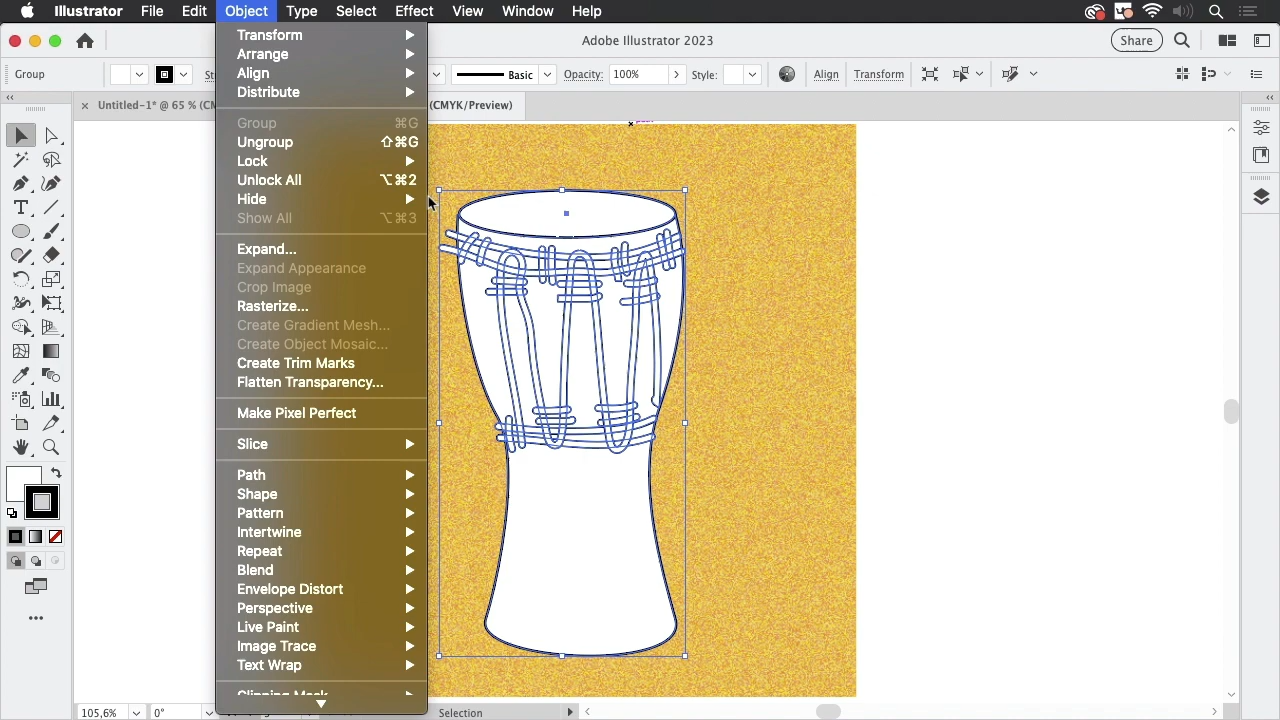 Illustrator File Edit Object Type Select Effect View Window Help
Adobe Illustrator 2023
Share
Group
Basic
Opacity:
100%
Style:
Align
Transform
Untitled-1* @ 65 % (CM
(CMYK/Preview)
Transform
Arrange
Align
Distribute
Group ⌘G
Ungroup ⇧⌘G
Lock
Unlock All ⌥⌘2
Hide
Show All ⌥⌘3
Expand...
Expand Appearance
Crop Image
Rasterize...
Create Gradient Mesh...
Create Object Mosaic...
Create Trim Marks
Flatten Transparency...
Make Pixel Perfect
Slice
Path
Shape
Pattern
Intertwine
Repeat
Blend
Envelope Distort
Perspective
Live Paint
Image Trace
Text Wrap
Clipping Mask
105,6%
0°
Selection